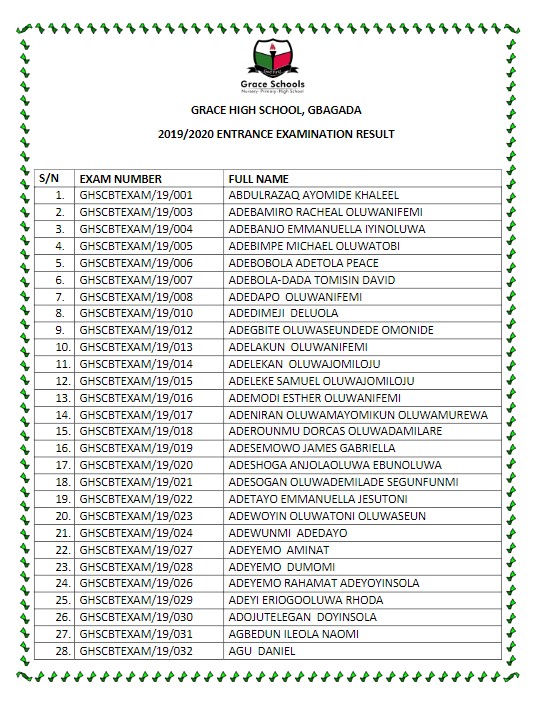 Grace Schools
Nursery · Primary · High School
GRACE HIGH SCHOOL, GBAGADA
2019/2020 ENTRANCE EXAMINATION RESULT
S/N EXAM NUMBER FULL NAME
1. GHSCBTEXAM/19/001 ABDULRAZAQ AYOMIDE KHALEEL
2. GHSCBTEXAM/19/003 ADEBAMIRO RACHEAL OLUWANIFEMI
3. GHSCBTEXAM/19/004 ADEBANJO EMMANUELLA IYINOLUWA
4. GHSCBTEXAM/19/005 ADEBIMPE MICHAEL OLUWATOBI
5. GHSCBTEXAM/19/006 ADEBOBOLA ADETOLA PEACE
6. GHSCBTEXAM/19/007 ADEBOLA-DADA TOMISIN DAVID
7. GHSCBTEXAM/19/008 ADEDAPO OLUWANIFEMI
8. GHSCBTEXAM/19/010 ADEDIMEJI DELUOLA
9. GHSCBTEXAM/19/012 ADEGBITE OLUWASEUNDEDE OMONIDE
10. GHSCBTEXAM/19/013 ADELAKUN OLUWANIFEMI
11. GHSCBTEXAM/19/014 ADELEKAN OLUWAJOMILOJU
12. GHSCBTEXAM/19/015 ADELEKE SAMUEL OLUWAJOMILOJU
13. GHSCBTEXAM/19/016 ADEMODI ESTHER OLUWANIFEMI
14. GHSCBTEXAM/19/017 ADENIRAN OLUWAMAYOMIKUN OLUWAMUREWA
15. GHSCBTEXAM/19/018 ADEROUNMU DORCAS OLUWADAMILARE
16. GHSCBTEXAM/19/019 ADESEMOWO JAMES GABRIELLA
17. GHSCBTEXAM/19/020 ADESHOGA ANJOLAOLUWA EBUNOLUWA
18. GHSCBTEXAM/19/021 ADESOGAN OLUWADEMILADE SEGUNFUNMI
19. GHSCBTEXAM/19/022 ADETAYO EMMANUELLA JESUTONI
20. GHSCBTEXAM/19/023 ADEWOYIN OLUWATONI OLUWASEUN
21. GHSCBTEXAM/19/024 ADEWUNMI ADEDAYO
22. GHSCBTEXAM/19/027 ADEYEMO AMINAT
23. GHSCBTEXAM/19/028 ADEYEMO DUMOMI
24. GHSCBTEXAM/19/026 ADEYEMO RAHAMAT ADEYOYINSOLA
25. GHSCBTEXAM/19/029 ADEYI ERIOGOOLUWA RHODA
26. GHSCBTEXAM/19/030 ADOJUTELEGAN DOYINSOLA
27. GHSCBTEXAM/19/031 AGBEDUN ILEOLA NAOMI
28. GHSCBTEXAM/19/032 AGU DANIEL